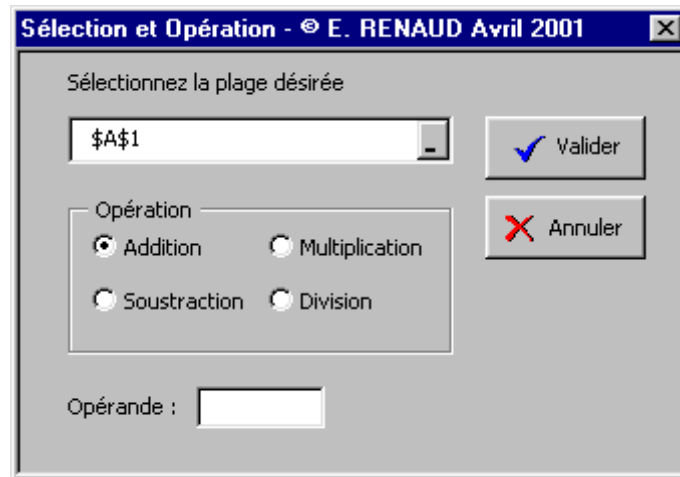 Sélection et Opération - © E. RENAUD Avril 2001
Sélectionnez la plage désirée
$A$1
Valider
Opération
Annuler
Addition
Multiplication
Soustraction
Division
Opérande :